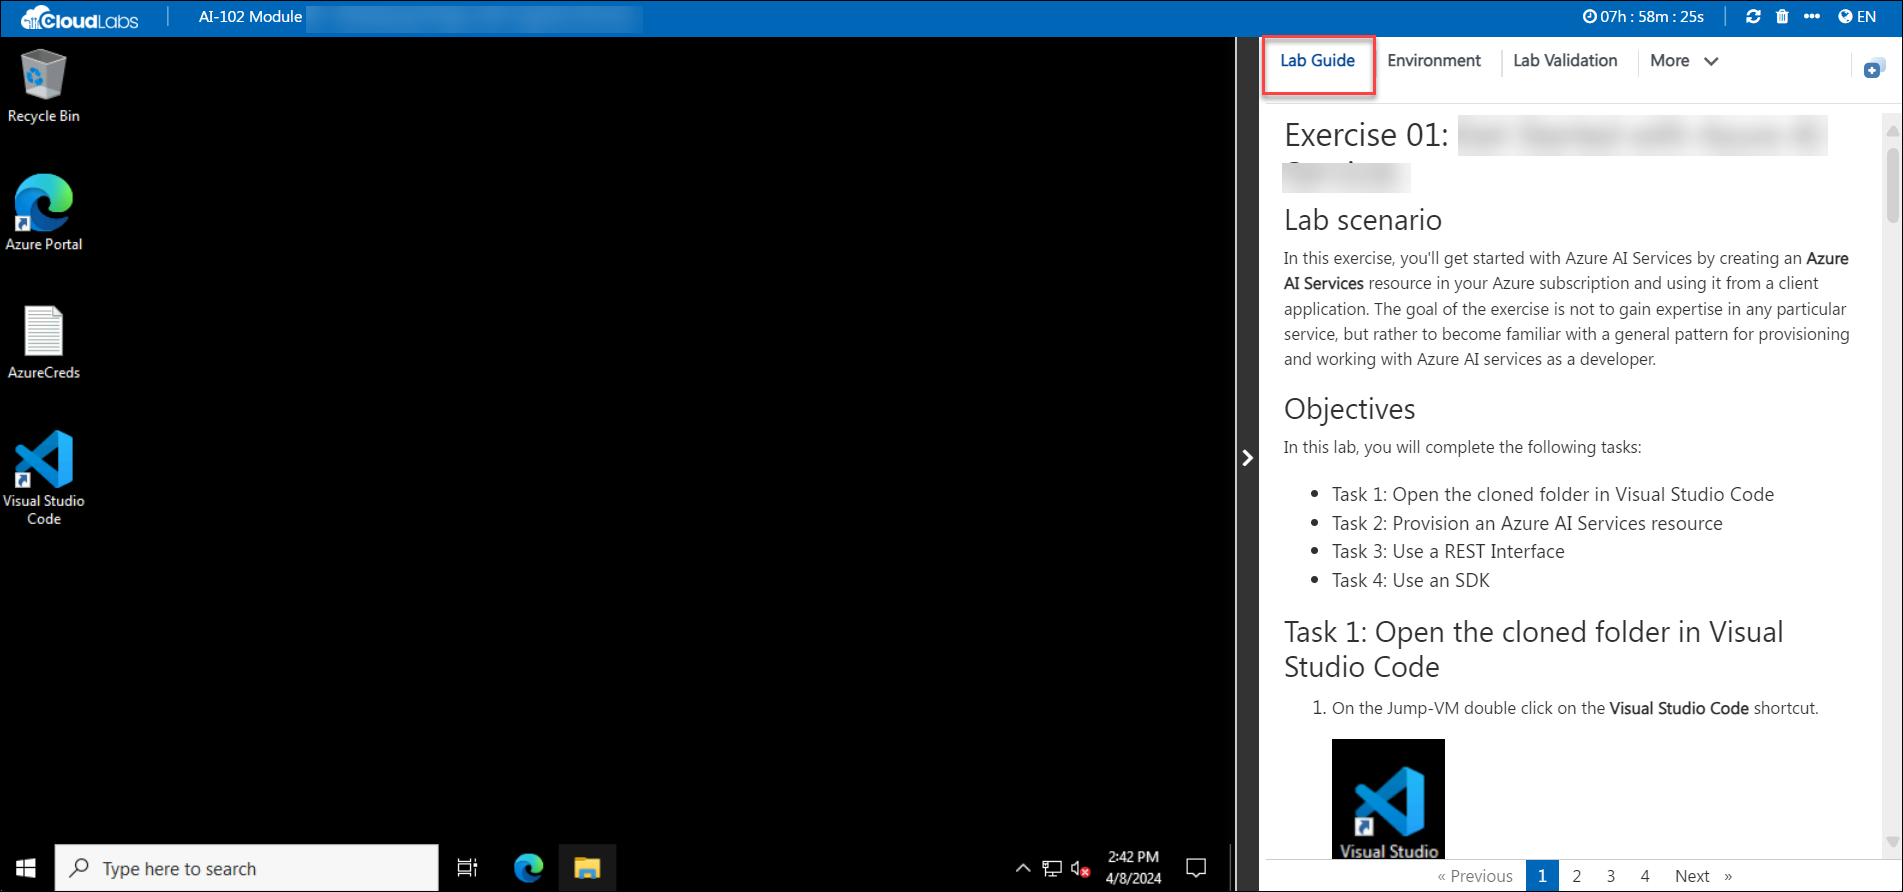 CloudLabs
AI-102 Module
07h : 58m : 25s
EN
Recycle Bin
Azure Portal
AzureCreds
Visual Studio
Code
Type here to search
2:42 PM
4/8/2024
Lab Guide
Environment
Lab Validation
More
Exercise 01:
Lab scenario
In this exercise, you'll get started with Azure AI Services by creating an Azure
AI Services resource in your Azure subscription and using it from a client
application. The goal of the exercise is not to gain expertise in any particular
service, but rather to become familiar with a general pattern for provisioning
and working with Azure AI services as a developer.
Objectives
In this lab, you will complete the following tasks:
• Task 1: Open the cloned folder in Visual Studio Code
• Task 2: Provision an Azure AI Services resource
• Task 3: Use a REST Interface
• Task 4: Use an SDK
Task 1: Open the cloned folder in Visual
Studio Code
1. On the Jump-VM double click on the Visual Studio Code shortcut.
Visual Studio
« Previous 1 2 3 4 Next »